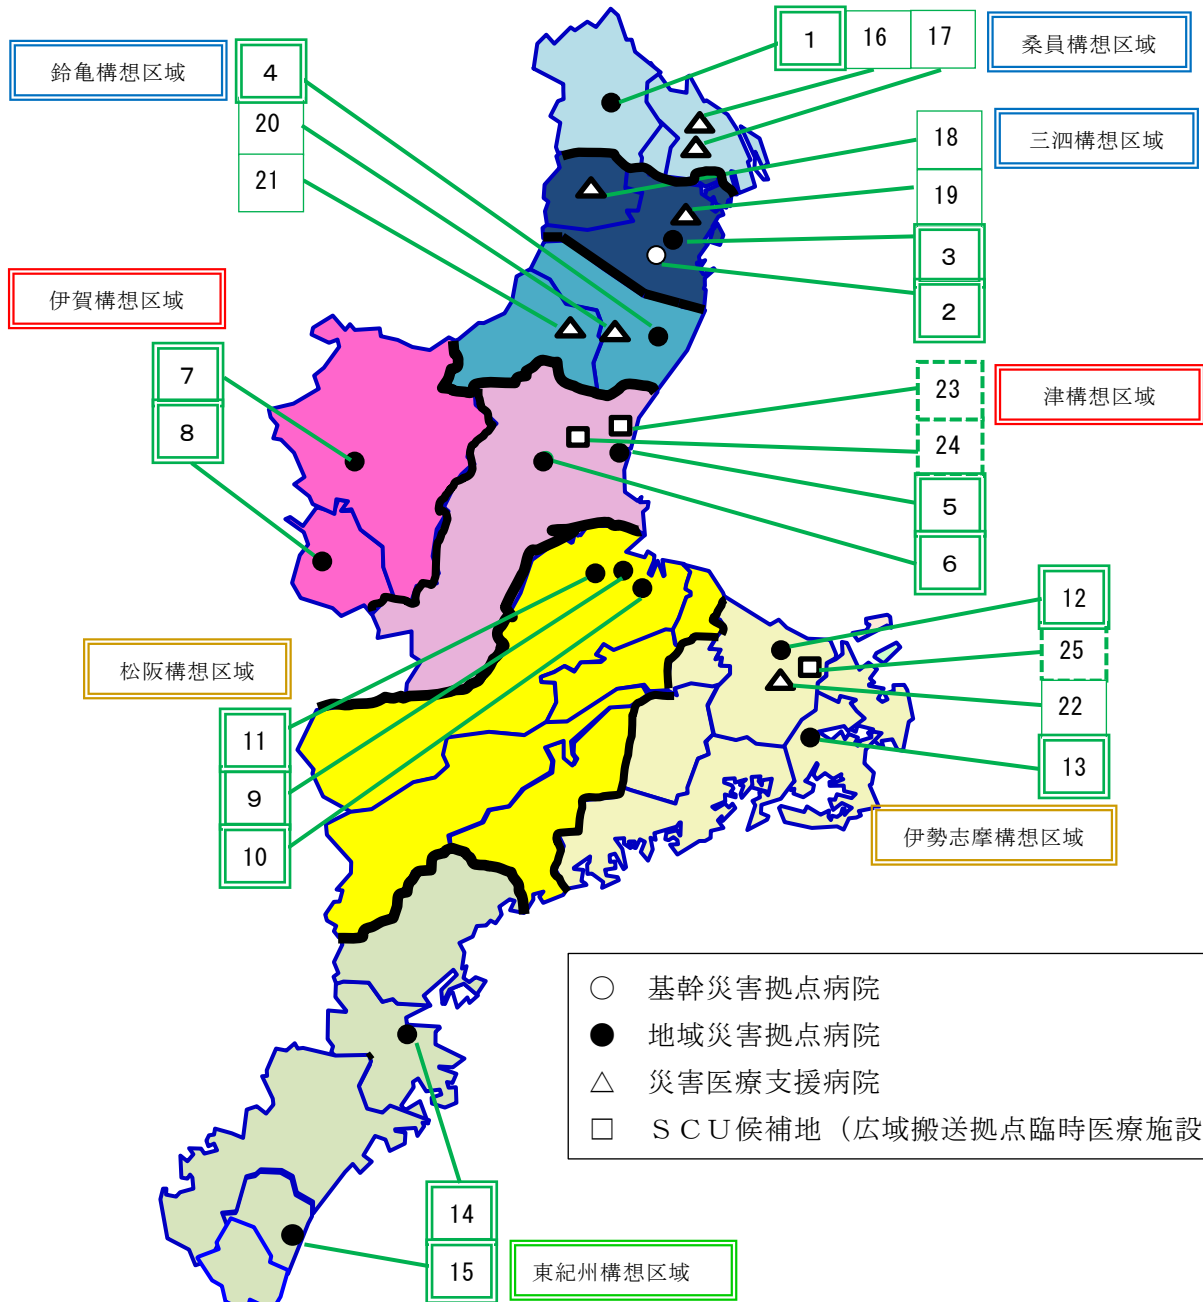 1
16
17
桑員構想区域
鈴亀構想区域
4
20
21
18
三泗構想区域
19
3
2
伊賀構想区域
7
8
23
津構想区域
24
5
6
12
25
22
13
松阪構想区域
11
9
10
伊勢志摩構想区域
○ 基幹災害拠点病院
● 地域災害拠点病院
△ 災害医療支援病院
□ ＳＣＵ候補地（広域搬送拠点臨時医療施設
14
15
東紀州構想区域